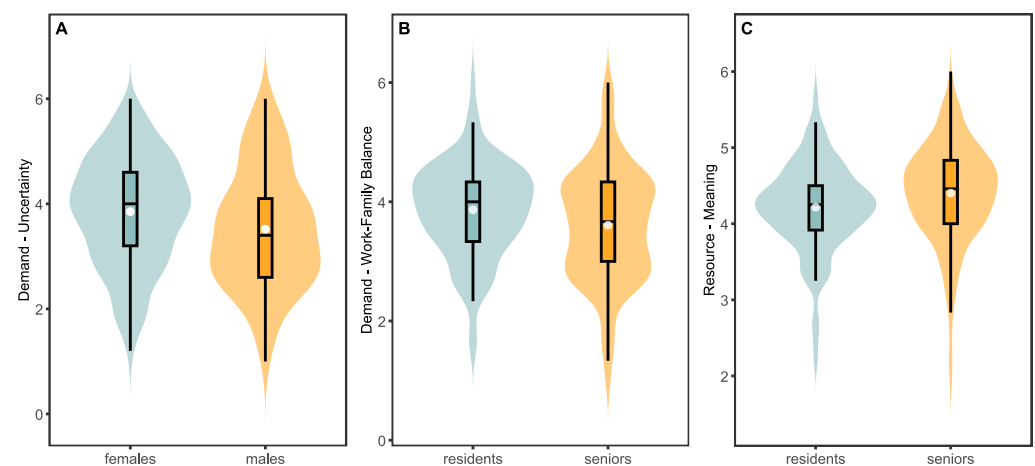 A
Demand - Uncertainty
6
4
2
0
females
males
B
Demand - Work-Family Balance
6
4
2
0
residents
seniors
C
Resource - Meaning
6
5
4
3
2
residents
seniors